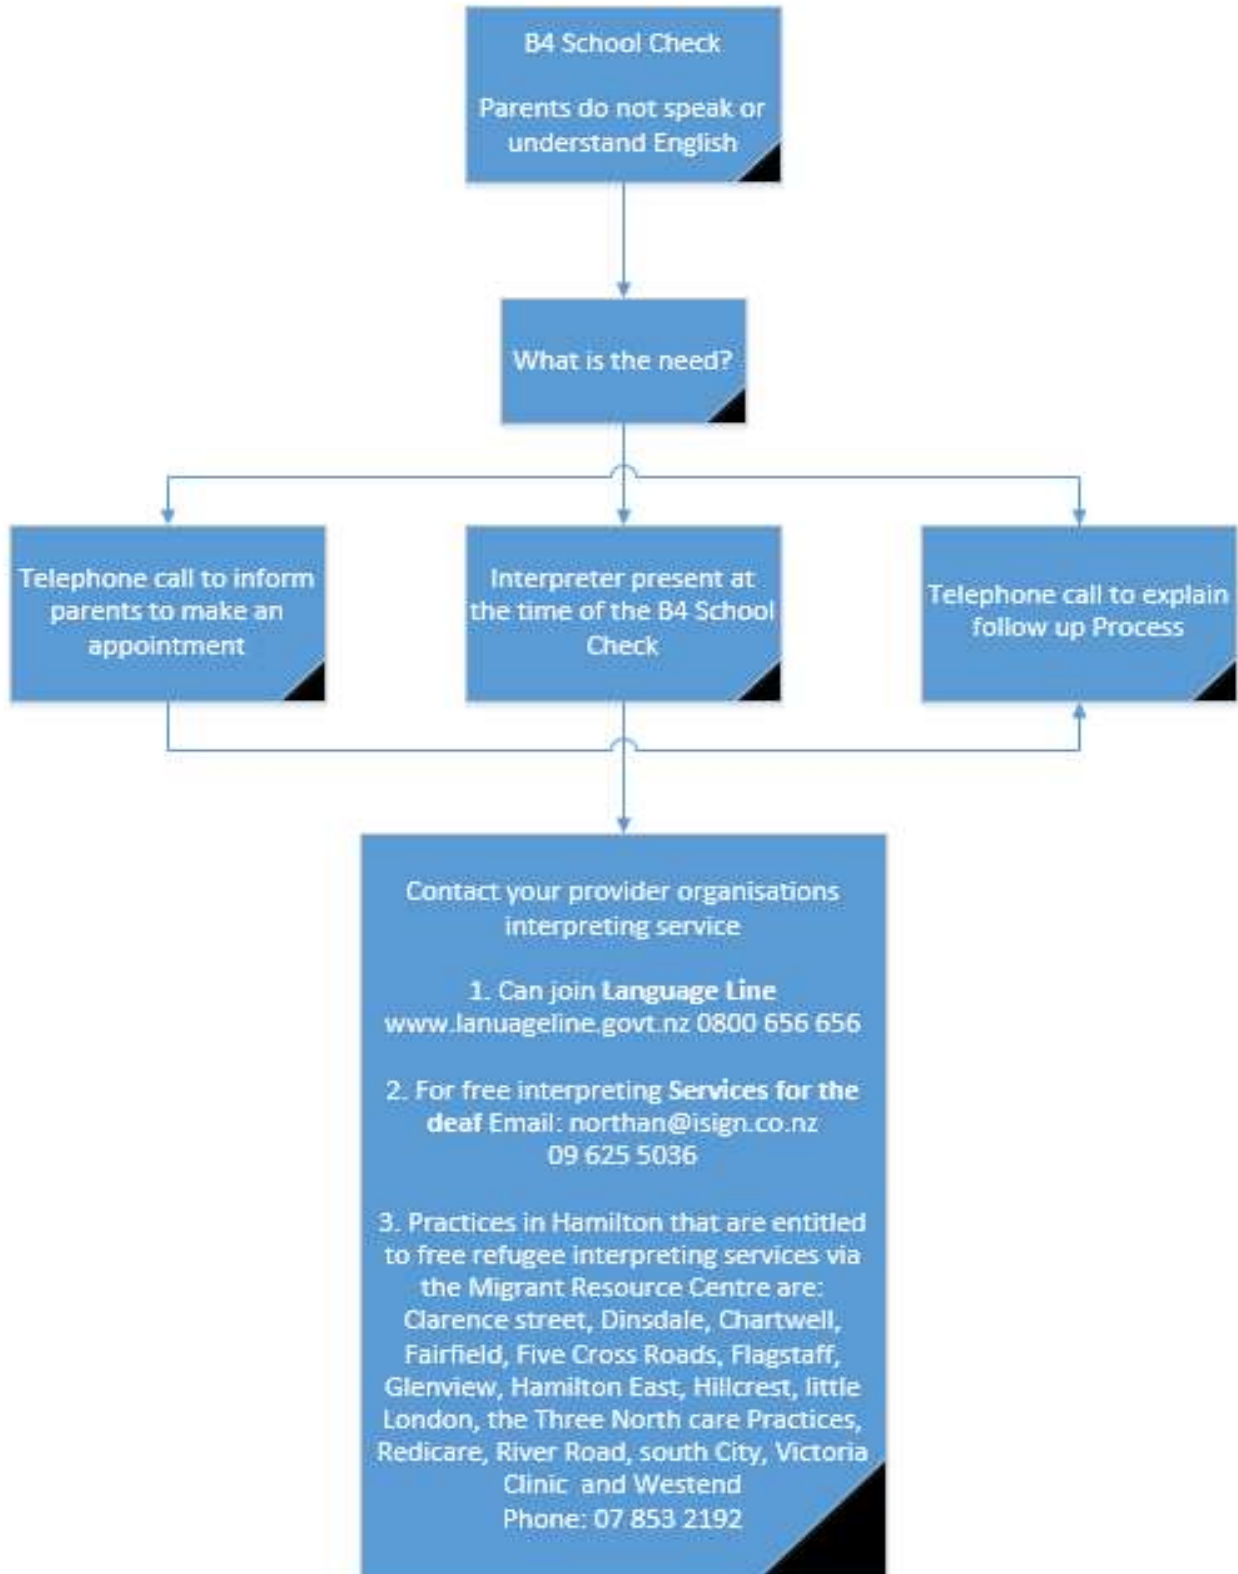 B4 School Check
Parents do not speak or
understand English
What is the need?
Telephone call to inform
parents to make an
appointment
Interpreter present at
the time of the B4 School
Check
Telephone call to explain
follow up Process
Contact your provider organisations
interpreting service
1. Can join Language Line
www.lanuageline.govt.nz 0800 656 656
2. For free interpreting Services for the
deaf Email: northan@isign.co.nz
09 625 5036
3. Practices in Hamilton that are entitled
to free refugee interpreting services via
the Migrant Resource Centre are:
Clarence street, Dinsdale, Chartwell,
Fairfield, Five Cross Roads, Flagstaff,
Glenview, Hamilton East, Hillcrest, little
London, the Three North care Practices,
Redicare, River Road, south City, Victoria
Clinic and Westend
Phone: 07 853 2192